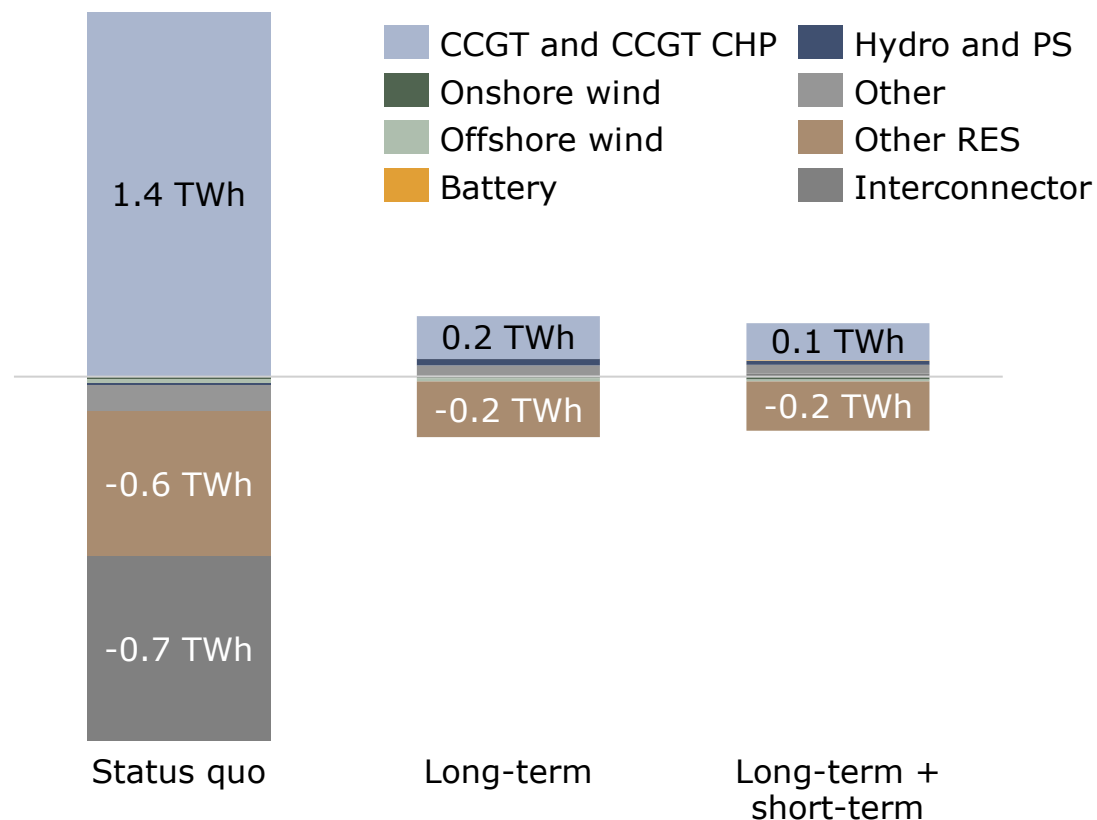 CCGT and CCGT CHP
Onshore wind
Offshore wind
Battery
Hydro and PS
Other
Other RES
Interconnector
1.4 TWh
-0.6 TWh
-0.7 TWh
0.2 TWh
-0.2 TWh
0.1 TWh
-0.2 TWh
Status quo
Long-term
Long-term +
short-term